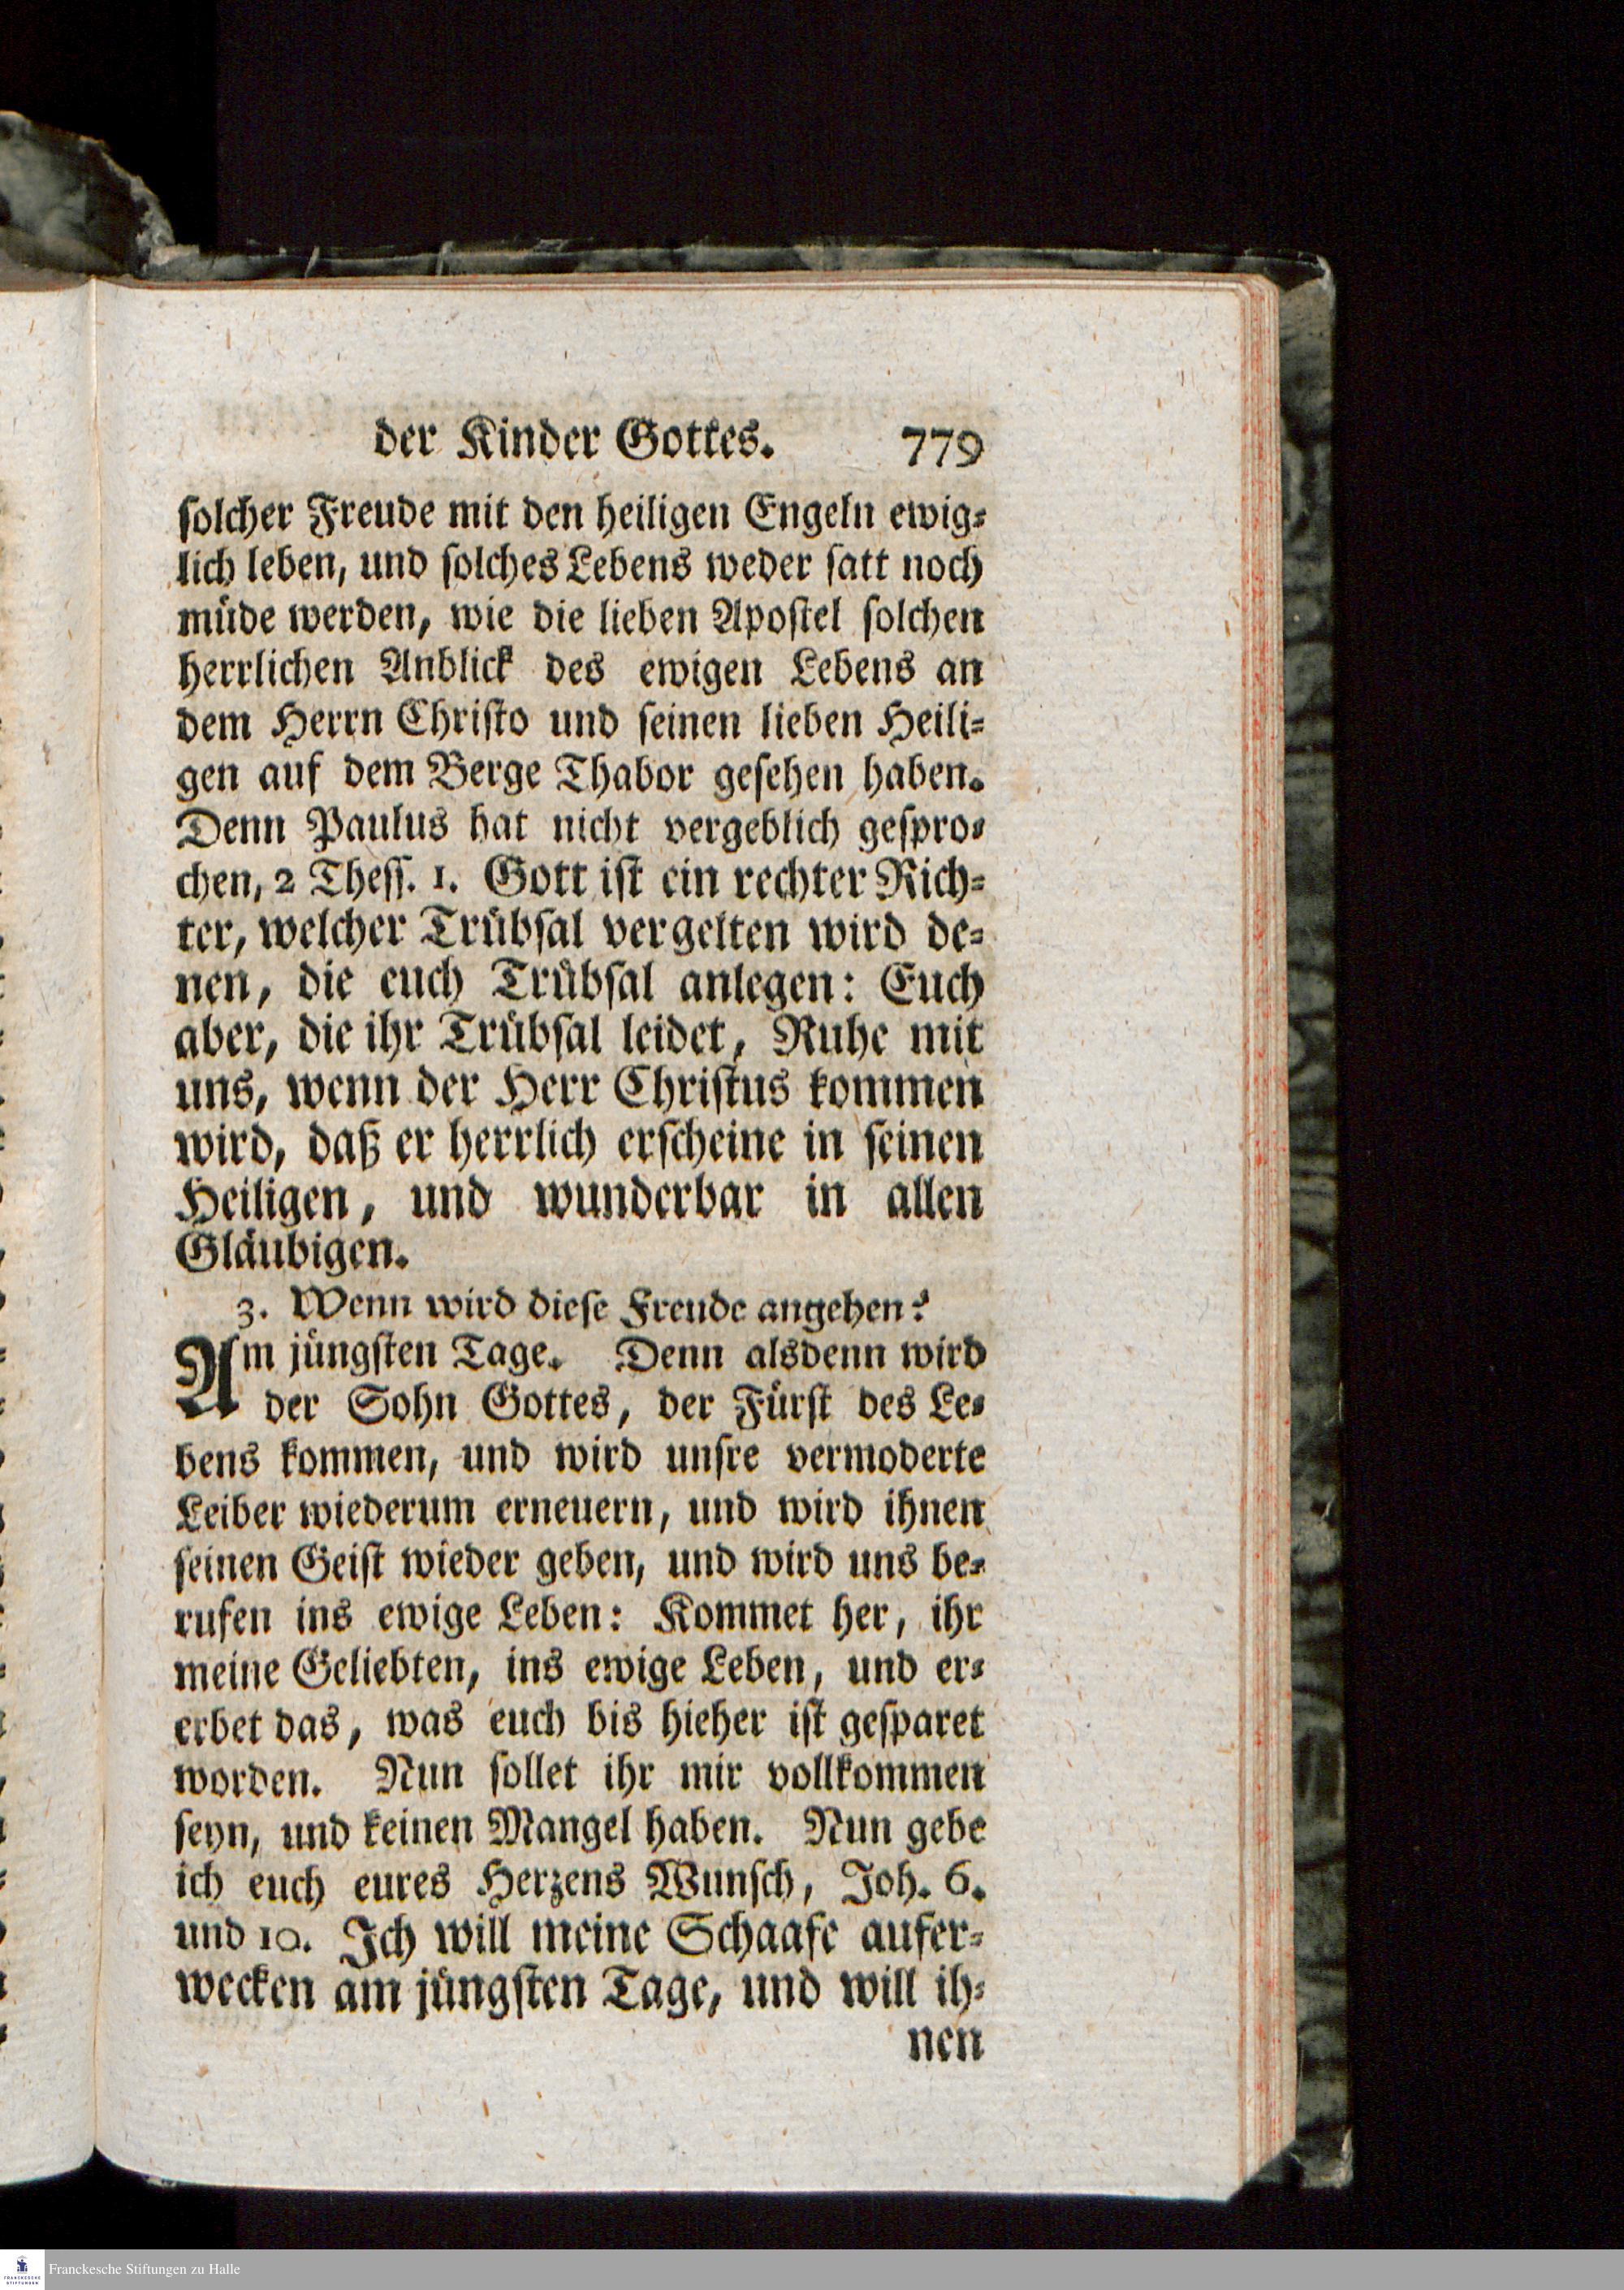 der Kinder Gottes. 779
ſolcher Freude mit den heiligen Engeln ewig⸗
lich leben, und ſolches Lebens weder ſatt noch
müde werden, wie die lieben Apoſtel ſolchen
herrlichen Anblick des ewigen Lebens an
dem Herrn Chriſto und ſeinen lieben Heili⸗
gen auf dem Berge Thabor geſehen haben.
Denn Paulus hat nicht vergeblich geſpro⸗
chen, 2 Theſſ. 1. Gott iſt ein rechter Rich⸗
ter, welcher Trübſal vergelten wird de⸗
nen, die euch Trübſal anlegen: Euch
aber, die ihr Trübſal leidet, Ruhe mit
uns, wenn der Herr Chriſtus kommen
wird, daß er herrlich erſcheine in ſeinen
Heiligen, und wunderbar in allen
Gläubigen.
3. Wenn wird dieſe Freude angehen?
Am jüngſten Tage. Denn alsdenn wird
der Sohn Gottes, der Fürſt des Le⸗
bens kommen, und wird unſre vermoderte
Leiber wiederum erneuern, und wird ihnen
ſeinen Geiſt wieder geben, und wird uns be⸗
rufen ins ewige Leben: Kommet her, ihr
meine Geliebten, ins ewige Leben, und er⸗
erbet das, was euch bis hieher iſt geſparet
worden. Nun ſollet ihr mir vollkommen
ſeyn, und keinen Mangel haben. Nun gebe
ich euch eures Herzens Wunſch, Joh. 6.
und 10. Ich will meine Schaafe aufer⸗
wecken am jüngſten Tage, und will ih⸗
nen
Franckesche Stiftungen zu Halle